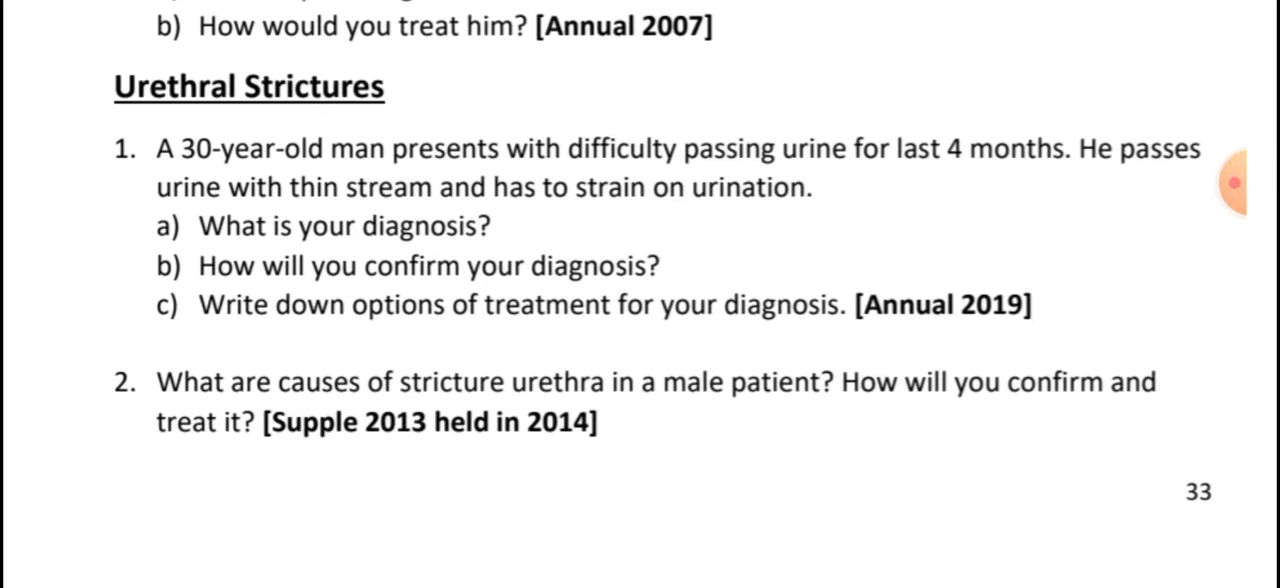 b) How would you treat him? [Annual 2007]
Urethral Strictures
1. A 30-year-old man presents with difficulty passing urine for last 4 months. He passes
urine with thin stream and has to strain on urination.
a) What is your diagnosis?
b) How will you confirm your diagnosis?
c) Write down options of treatment for your diagnosis. [Annual 2019]
2. What are causes of stricture urethra in a male patient? How will you confirm and
treat it? [Supple 2013 held in 2014]
33